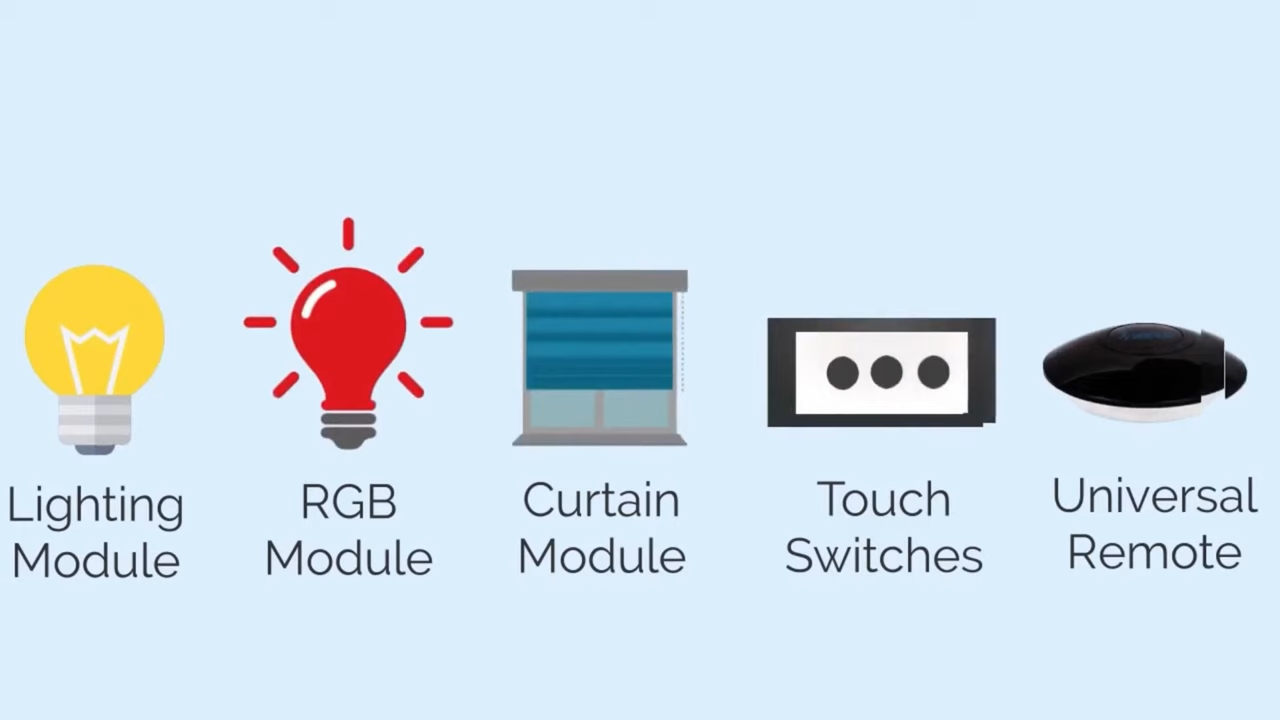 Lighting
Module
RGB
Module
Curtain
Module
Touch
Switches
Universal
Remote